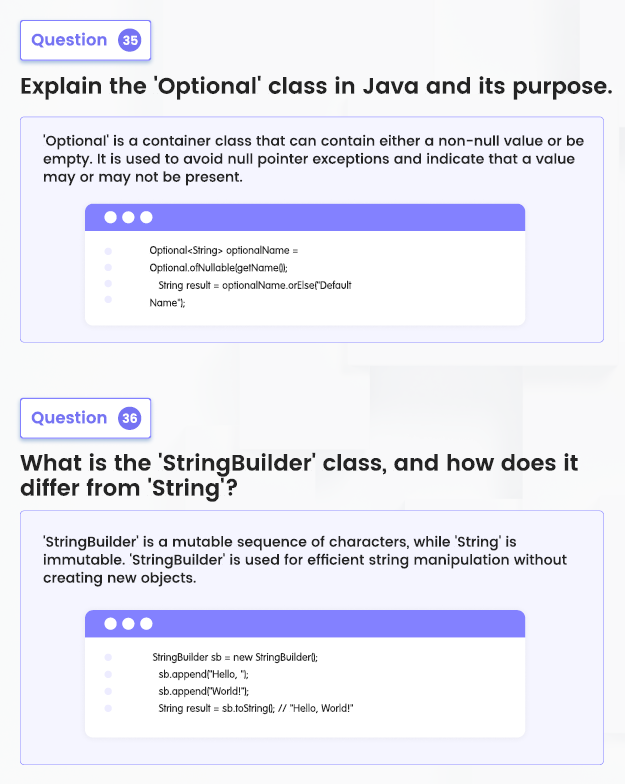 Question 35
Explain the 'Optional' class in Java and its purpose.
'Optional' is a container class that can contain either a non-null value or be
empty. It is used to avoid null pointer exceptions and indicate that a value
may or may not be present.
Optional<String> optionalName =
Optional.ofNullable(getName());
String result = optionalName.orElse("Default
Name");
Question 36
What is the 'StringBuilder' class, and how does it
differ from 'String'?
'StringBuilder' is a mutable sequence of characters, while 'String' is
immutable. 'StringBuilder' is used for efficient string manipulation without
creating new objects.
StringBuilder sb = new StringBuilder();
sb.append("Hello, ");
sb.append("World!");
String result = sb.toString(); // "Hello, World!"